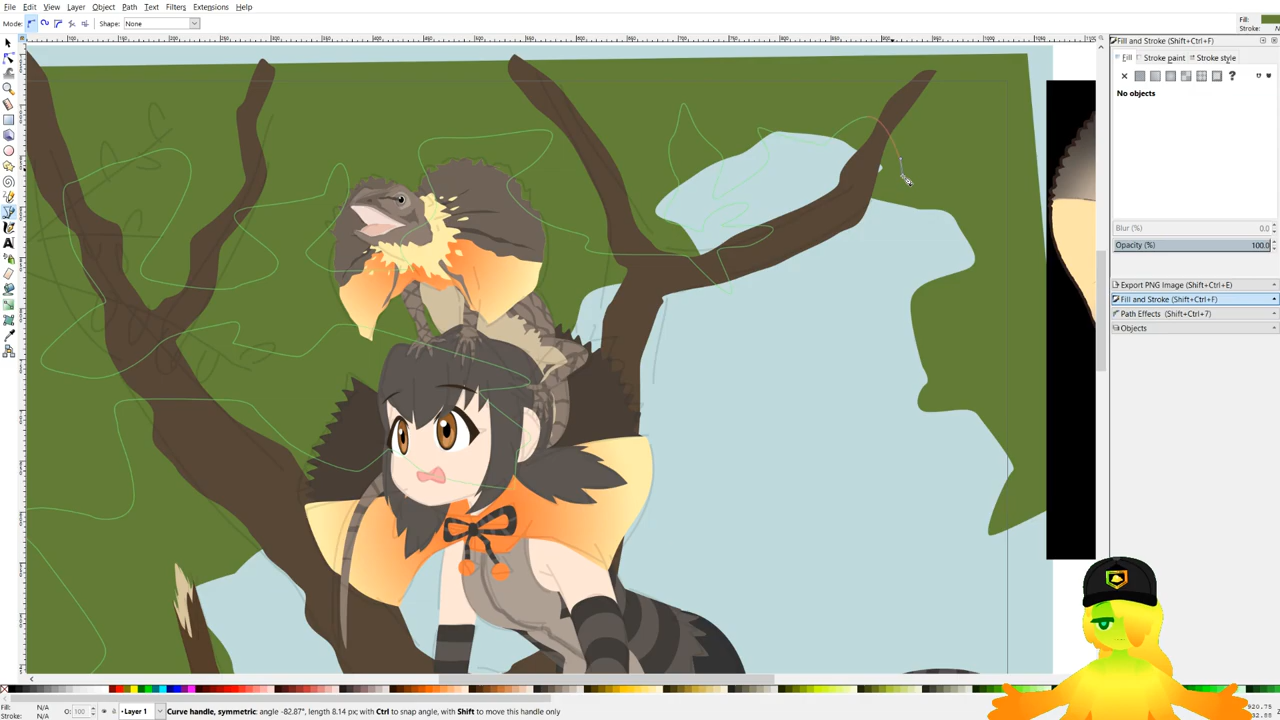 File Edit View Layer Object Path Text Filters Extensions Help
Mode: Shape: None
Fill:
Stroke:
Fill and Stroke (Shift+Ctrl+F)
Fill Stroke paint Stroke style
No objects
Blur (%) 0.0
Opacity (%) 100.0
Export PNG Image (Shift+Ctrl+E)
Fill and Stroke (Shift+Ctrl+F)
Path Effects (Shift+Ctrl+7)
Objects
Fill: N/A
Stroke: N/A
O: 100
Layer 1
Curve handle, symmetric: angle -82.87°, length 8.14 px; with Ctrl to snap angle, with Shift to move this handle only